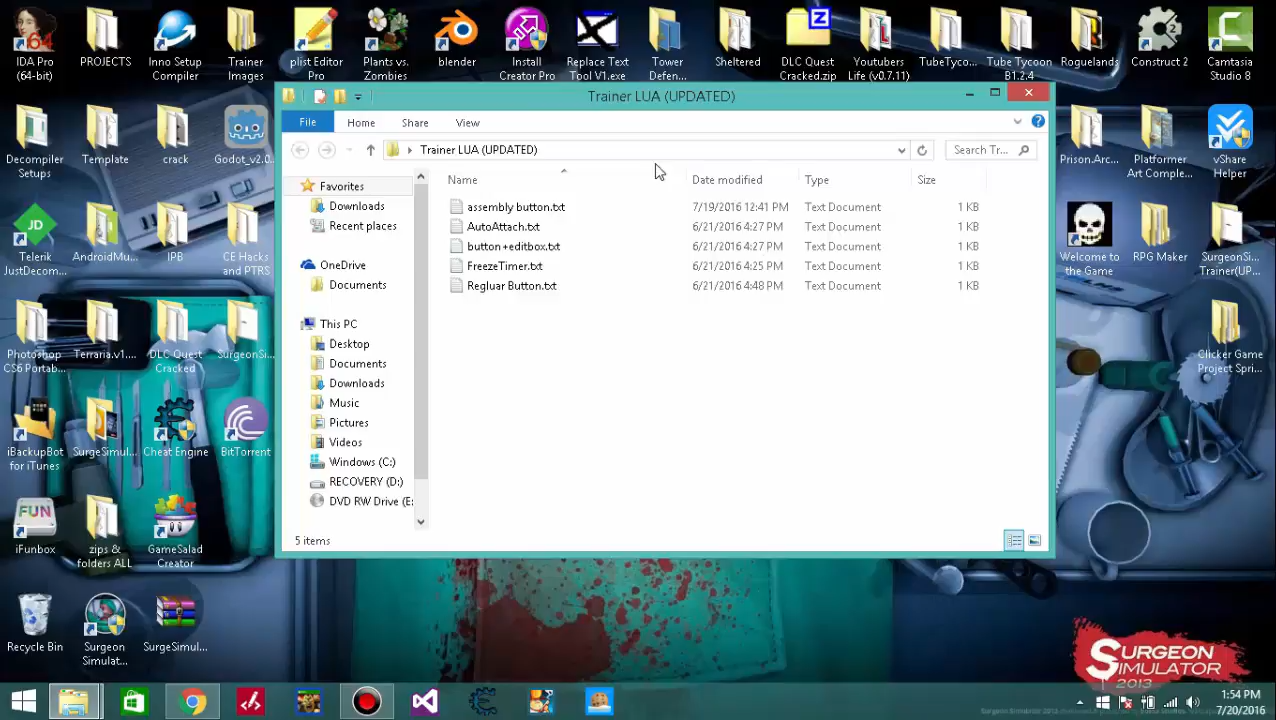 IDA Pro
(64-bit)
PROJECTS
Inno Setup
Compiler
Trainer
Images
plist Editor
Pro
Plants vs.
Zombies
blender
Install
Creator Pro
Replace Text
Tool V1.exe
Tower
Defen...
Sheltered
DLC Quest
Cracked.zip
Youtubers
Life (v0.7.11)
TubeTyco...
Tube Tycoon
B1.2.4
Roguelands
Construct 2
Camtasia
Studio 8
Trainer LUA (UPDATED)
File
Home
Share
View
Trainer LUA (UPDATED)
Search Tr...
Name
Date modified
Type
Size
assembly button.txt 7/19/2016 12:41 PM Text Document 1 KB
AutoAttach.txt 6/21/2016 4:27 PM Text Document 1 KB
button+editbox.txt 6/21/2016 4:27 PM Text Document 1 KB
FreezeTimer.txt 6/21/2016 4:25 PM Text Document 1 KB
Regluar Button.txt 6/21/2016 4:48 PM Text Document 1 KB
Favorites
Downloads
Recent places
OneDrive
Documents
This PC
Desktop
Documents
Downloads
Music
Pictures
Videos
Windows (C:)
RECOVERY (D:)
DVD RW Drive (E:
5 items
Decompiler
Setups
Template
crack
Godot_v2.0...
Prison.Arc...
Platformer
Art Comple...
vShare
Helper
JD
Telerik
JustDecom...
AndroidMu...
IPB
CE Hacks
and PTRS
Welcome to
the Game
RPG Maker
SurgeonSi...
Trainer(UP...
Photoshop
CS6 Portab...
Terraria.v1....
DLC Quest
Cracked
SurgeonSi...
Clicker Game
Project Spri...
iBackupBot
for iTunes
SurgeSimul...
Cheat Engine
BitTorrent
FUN
iFunbox
zips &
folders ALL
GameSalad
Creator
Recycle Bin
Surgeon
Simulat...
SurgeSimul...
SURGEON
SIMULATOR
2013
1:54 PM
7/20/2016